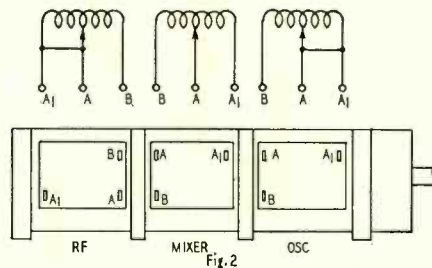 A1 A B B A A1 B A A1
B A A1 A A1
A1 A B B
RF MIXER OSC
Fig.2